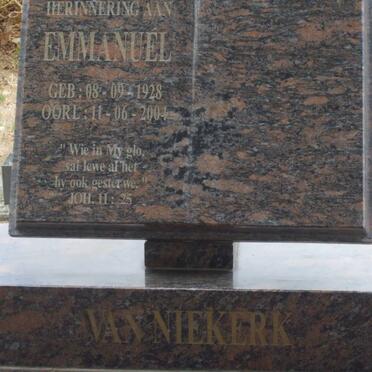 HERINNERING AAN
EMMANUEL
GEB : 08 - 09 - 1928
OORL : 11 - 06 - 2004
" Wie in My glo,
sal lewe al het
hy ook gesterwe. "
JOH. 11 : 25
VAN NIEKERK